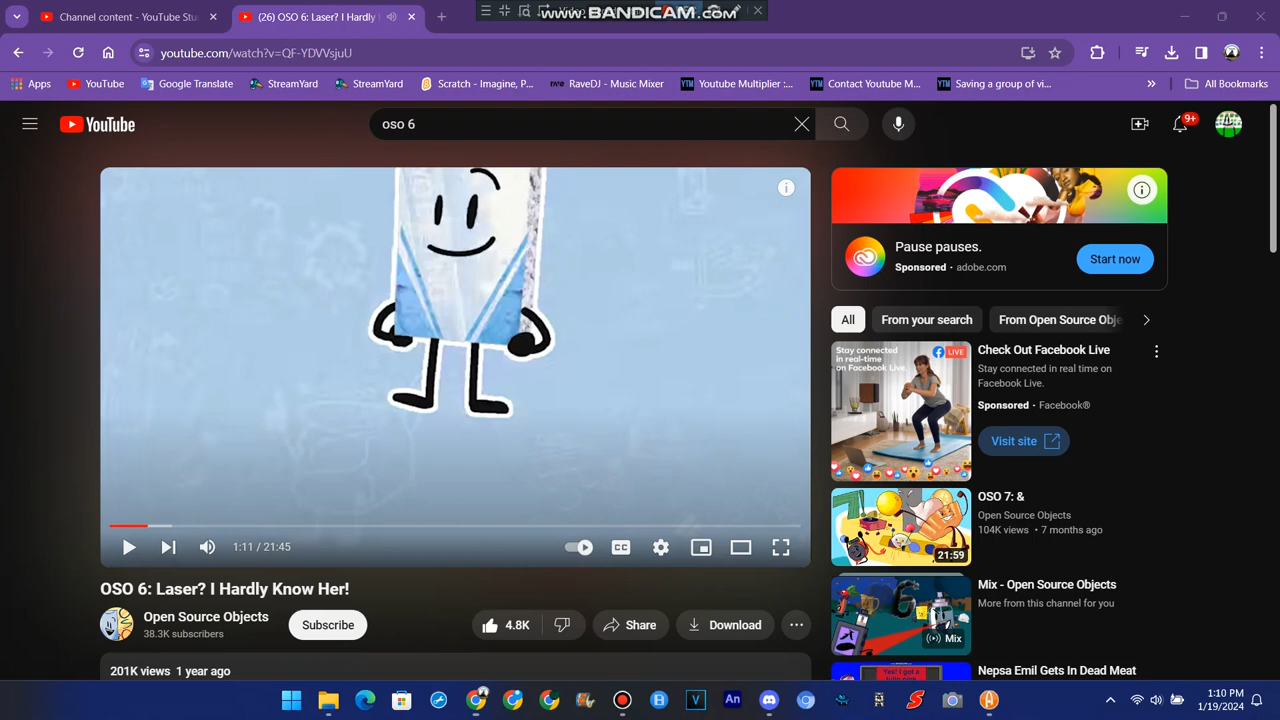 Channel content - YouTube Stu
(26) OSO 6: Laser? I Hardly
www.BANDICAM.com
youtube.com/watch?v=QF-YDVVsjuU
Apps
YouTube
Google Translate
StreamYard
StreamYard
Scratch - Imagine, P...
RaveDJ - Music Mixer
YouTube Multiplier :...
Contact Youtube M...
Saving a group of vi...
All Bookmarks
YouTube
oso 6
9+
Pause pauses.
Sponsored · adobe.com
Start now
All
From your search
From Open Source Obje
Stay connected
in real-time
on Facebook Live.
LIVE
Check Out Facebook Live
Stay connected in real time on
Facebook Live.
Sponsored · Facebook®
Visit site
OSO 7: &
Open Source Objects
104K views · 7 months ago
21:59
Mix - Open Source Objects
More from this channel for you
Mix
Yes! I got a
Nepsa Emil Gets In Dead Meat
1:11 / 21:45
CC
OSO 6: Laser? I Hardly Know Her!
Open Source Objects
38.3K subscribers
Subscribe
4.8K
Share
Download
201K views 1 year ago
1:10 PM
1/19/2024